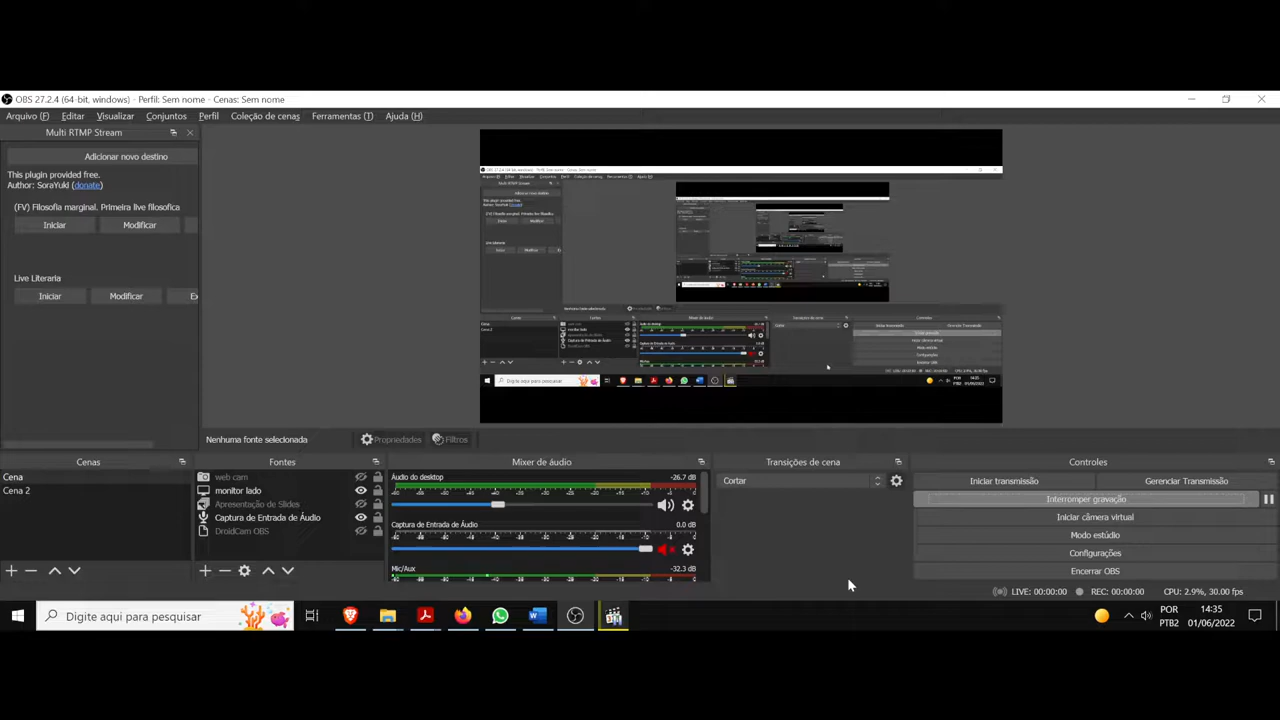 OBS 27.2.4 (64-bit, windows) - Perfil: Sem nome - Cenas: Sem nome
Arquivo (F) Editar Visualizar Conjuntos Perfil Coleção de cenas Ferramentas (T) Ajuda (H)
Multi RTMP Stream
Adicionar novo destino
This plugin provided free.
Author: SoraYuki (donate)
(FV) Filosofia marginal. Primeira live filosofica
Iniciar Modificar
Live Literaria
Iniciar Modificar Ex
Nenhuma fonte selecionada Propriedades Filtros
Cenas
Cena
Cena 2
Fontes
web cam
monitor lado
Apresentação de Slides
Captura de Entrada de Áudio
DroidCam OBS
Mixer de áudio
Áudio do desktop -26.7 dB
Captura de Entrada de Áudio 0.0 dB
Mic/Aux -32.3 dB
Transições de cena
Cortar
Controles
Iniciar transmissão Gerenciar Transmissão
Interromper gravação
Iniciar câmera virtual
Modo estúdio
Configurações
Encerrar OBS
LIVE: 00:00:00 REC: 00:00:00 CPU: 2.9%, 30.00 fps
Digite aqui para pesquisar
POR 14:35
PTB2 01/06/2022